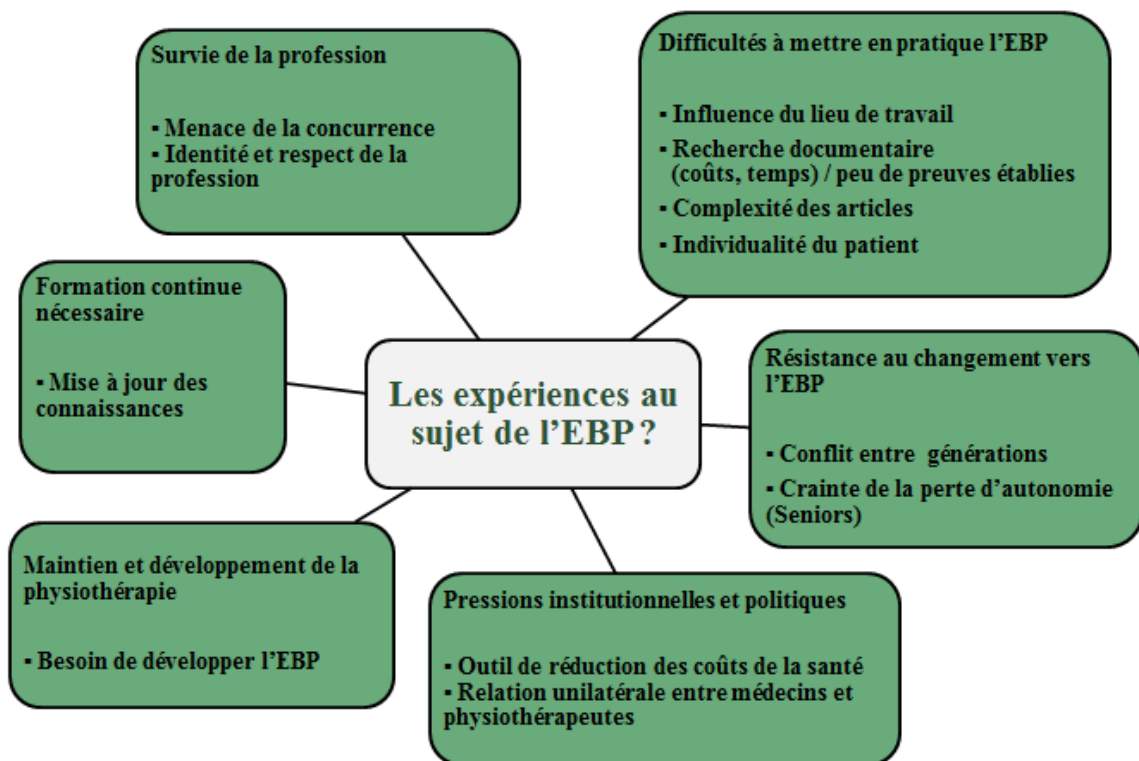 Survie de la profession
▪ Menace de la concurrence
▪ Identité et respect de la
profession
Difficultés à mettre en pratique l’EBP
▪ Influence du lieu de travail
▪ Recherche documentaire
(coûts, temps) / peu de preuves établies
▪ Complexité des articles
▪ Individualité du patient
Formation continue
nécessaire
▪ Mise à jour des
connaissances
Les expériences au
sujet de l’EBP ?
Résistance au changement vers
l’EBP
▪ Conflit entre générations
▪ Crainte de la perte d’autonomie
(Seniors)
Maintien et développement de la
physiothérapie
▪ Besoin de développer l’EBP
Pressions institutionnelles et politiques
▪ Outil de réduction des coûts de la santé
▪ Relation unilatérale entre médecins et
physiothérapeutes